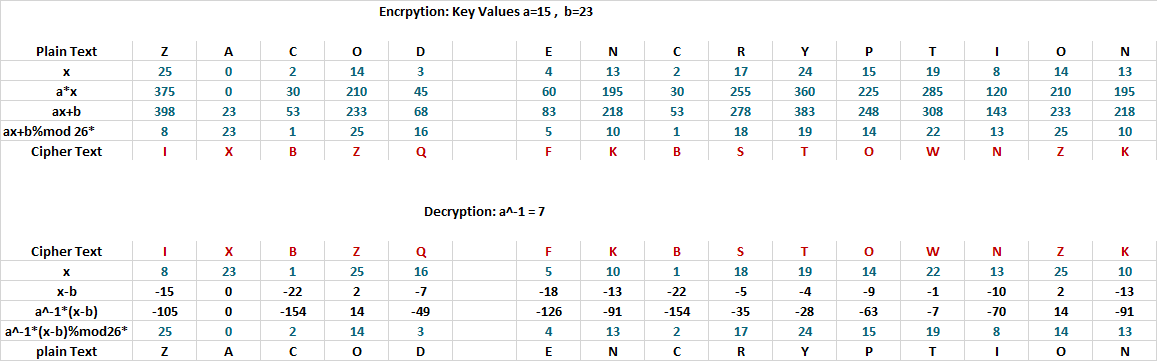 Encrpytion: Key Values a=15 , b=23
Plain Text Z A C O D E N C R Y P T I O N
x 25 0 2 14 3 4 13 2 17 24 15 19 8 14 13
a*x 375 0 30 210 45 60 195 30 255 360 225 285 120 210 195
ax+b 398 23 53 233 68 83 218 53 278 383 248 308 143 233 218
ax+b%mod 26* 8 23 1 25 16 5 10 1 18 19 14 22 13 25 10
Cipher Text I X B Z Q F K B S T O W N Z K
Decryption: a^-1 = 7
Cipher Text I X B Z Q F K B S T O W N Z K
x 8 23 1 25 16 5 10 1 18 19 14 22 13 25 10
x-b -15 0 -22 2 -7 -18 -13 -22 -5 -4 -9 -1 -10 2 -13
a^-1*(x-b) -105 0 -154 14 -49 -126 -91 -154 -35 -28 -63 -7 -70 14 -91
a^-1*(x-b)%mod26* 25 0 2 14 3 4 13 2 17 24 15 19 8 14 13
plain Text Z A C O D E N C R Y P T I O N